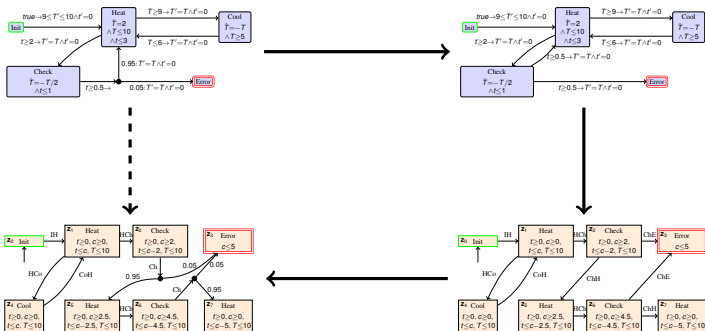 true→9≤T′≤10∧t′=0
Init
Heat
Ṫ=2
∧T≤10
∧t≤3
T≥9→T′=T∧t′=0
T≤6→T′=T∧t′=0
Cool
Ṫ=−T
∧T≥5
t≥2→T′=T∧t′=0
0.95: T′=T∧t′=0
Check
Ṫ=−T/2
∧t≤1
t≥0.5→
0.05: T′=T∧t′=0
Error
true→9≤T′≤10∧t′=0
Init
Heat
Ṫ=2
∧T≤10
∧t≤3
T≥9→T′=T∧t′=0
T≤6→T′=T∧t′=0
Cool
Ṫ=−T
∧T≥5
t≥2→T′=T∧t′=0
t≥0.5→T′=T∧t′=0
Check
Ṫ=−T/2
∧t≤1
t≥0.5→T′=T∧t′=0
Error
z₀ Init
IH
z₁ Heat
t≥0, c≥0,
t≤c, T≤10
HCh
z₂ Check
t≥0, c≥2,
t≤c−2, T≤10
z₃ Error
c≤5
HCo
CoH
Ch
0.05
0.05
0.95
Ch
0.95
z₄ Cool
t≥0, c≥0,
t≤c, T≤10
z₅ Heat
t≥0, c≥2.5,
t≤c−2.5, T≤10
HCh
z₆ Check
t≥0, c≥4.5,
t≤c−4.5, T≤10
z₇ Heat
t≥0, c≥0,
t≤c−5, T≤10
z₀ Init
IH
z₁ Heat
t≥0, c≥0,
t≤c, T≤10
HCh
z₂ Check
t≥0, c≥2,
t≤c−2, T≤10
ChE
z₃ Error
c≤5
HCo
CoH
ChH
ChE
z₄ Cool
t≥0, c≥0,
t≤c, T≤10
z₅ Heat
t≥0, c≥2.5,
t≤c−2.5, T≤10
HCh
z₆ Check
t≥0, c≥4.5,
t≤c−4.5, T≤10
ChH
z₇ Heat
t≥0, c≥0,
t≤c−5, T≤10